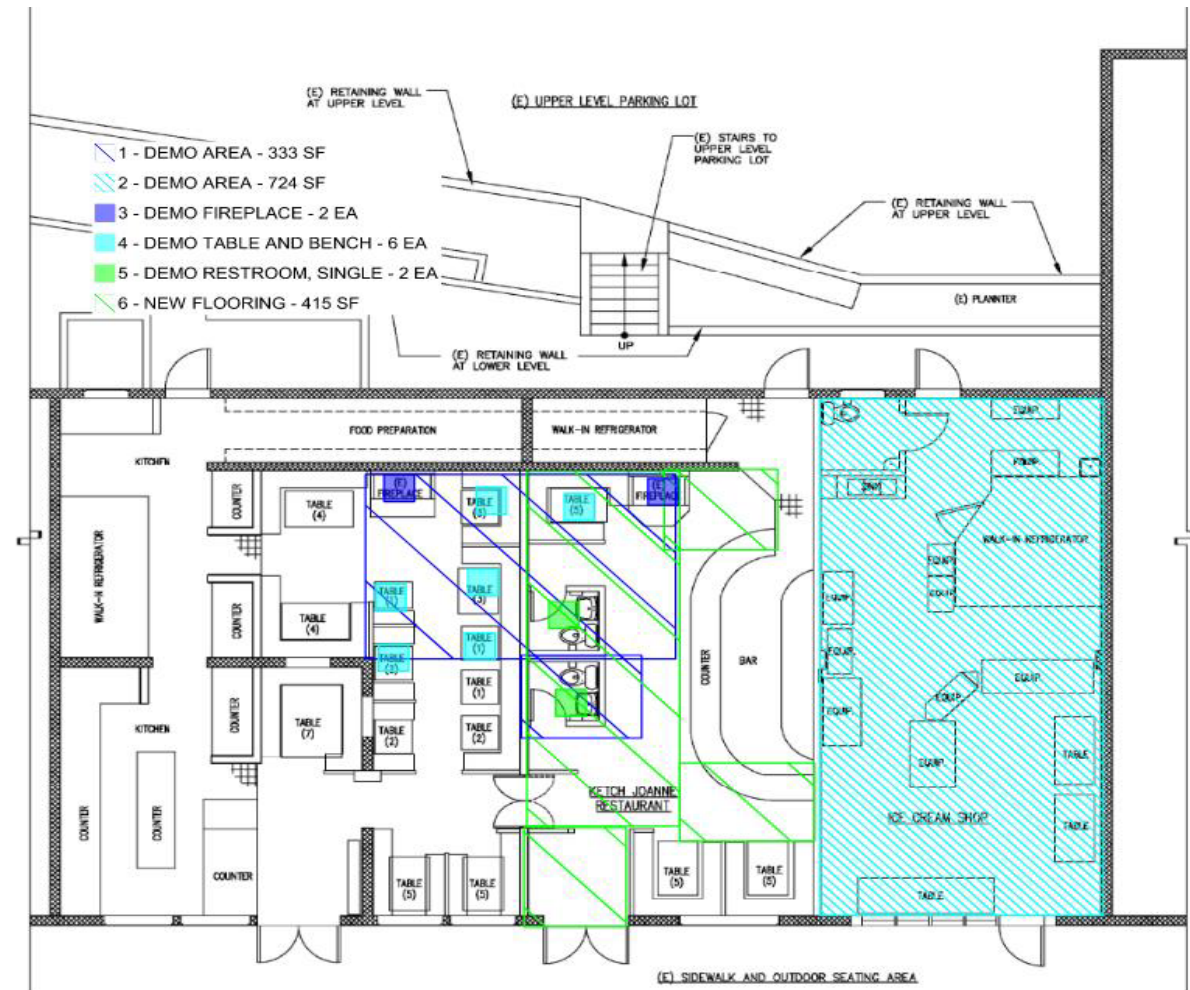 (E) RETAINING WALL
AT UPPER LEVEL
(E) UPPER LEVEL PARKING LOT
(E) STAIRS TO
UPPER LEVEL
PARKING LOT
1 - DEMO AREA - 333 SF
2 - DEMO AREA - 724 SF
3 - DEMO FIREPLACE - 2 EA
4 - DEMO TABLE AND BENCH - 6 EA
5 - DEMO RESTROOM, SINGLE - 2 EA
6 - NEW FLOORING - 415 SF
(E) RETAINING WALL
AT UPPER LEVEL
(E) PLANNTER
UP
(E) RETAINING WALL
AT LOWER LEVEL
FOOD PREPARATION
WALK-IN REFRIGERATOR
EQUIP.
KITCHEN
EQUIP.
COUNTER
TABLE
(4)
(E)
FIREPLACE
TABLE
TABLE
(5)
(E)
WALK-IN REFRIGERATOR
WALK-IN REFRIGERATOR
EQUIP.
EQUIP.
EQUIP.
COUNTER
TABLE
(4)
TABLE
TABLE
(3)
TABLE
(2)
TABLE
(1)
EQUIP.
COUNTER
BAR
EQUIP.
KITCHEN
COUNTER
TABLE
(7)
TABLE
(1)
EQUIP.
EQUIP.
TABLE
(2)
TABLE
(2)
EQUIP.
TABLE
KETCH JOANNE
RESTAURANT
ICE CREAM SHOP
COUNTER
COUNTER
TABLE
COUNTER
TABLE
(5)
TABLE
(5)
TABLE
(5)
TABLE
(5)
TABLE
(E) SIDEWALK AND OUTDOOR SEATING AREA